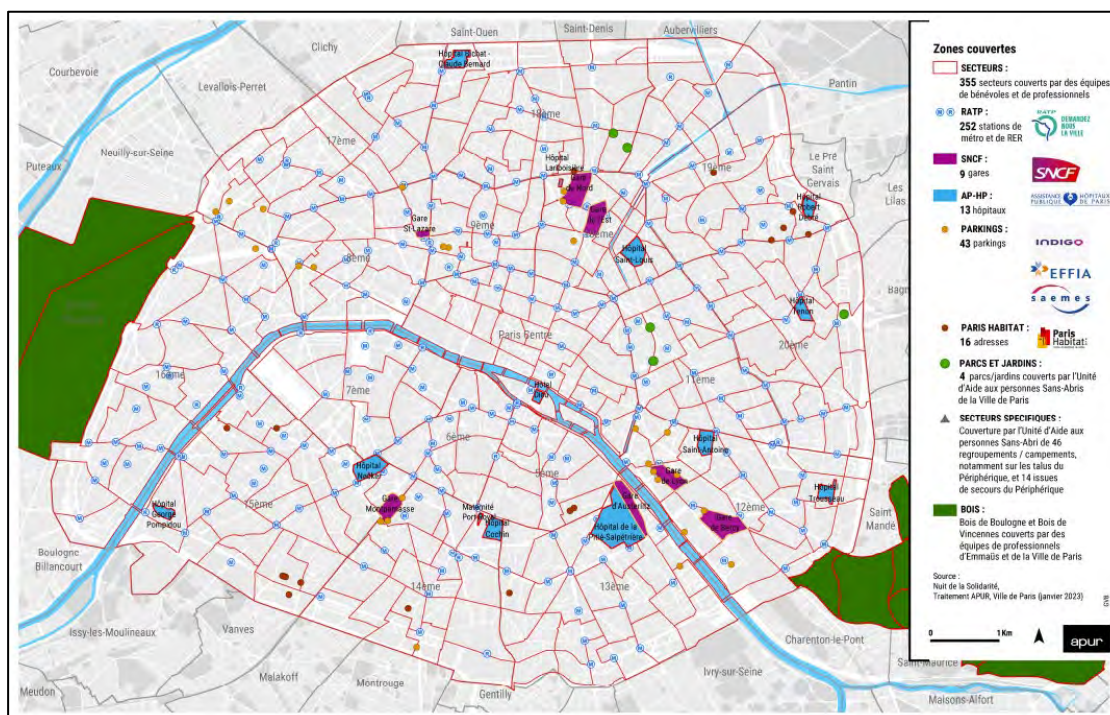 Saint-Ouen
Saint-Denis
Aubervilliers
Clichy
Courbevoie
Levallois-Perret
Pantin
Hôpital Bichat -
Claude Bernard
18ème
17ème
Neuilly-sur-Seine
Puteaux
19ème
Le Pré
Saint
Gervais
Les
Lilas
Hôpital
Lariboisière
Gare
du Nord
Hôpital
Robert
Debré
Gare
St-Lazare
9ème
Gare
de l'Est
10ème
8ème
Hôpital
Saint-Louis
Bagn
Hôpital
Tenon
Paris Centre
20ème
16ème
7ème
11ème
Hôtel
Dieu
6ème
Hôpital
Saint-Antoine
Hôpital
Necker
5ème
Gare
de Lyon
15ème
Hôpital
George
Pompidou
Gare
Montparnasse
Maternité
Port-Royal
Hôpital
Cochin
Gare
d'Austerlitz
Hôpital de la
Pitié-Salpêtrière
Gare
de Bercy
12ème
Hôpital
Trousseau
Saint
Mandé
Boulogne
Billancourt
14ème
13ème
Issy-les-Moulineaux
Vanves
Malakoff
Montrouge
Gentilly
Ivry-sur-Seine
Charenton-le-Pont
Saint-Maurice
Maisons-Alfort
Meudon
Zones couvertes
SECTEURS :
355 secteurs couverts par des équipes
de bénévoles et de professionnels
RATP :
252 stations de
métro et de RER
RATP
DEMANDEZ
NOUS
LA VILLE
SNCF :
9 gares
SNCF
AP-HP :
13 hôpitaux
ASSISTANCE PUBLIQUE
HÔPITAUX DE PARIS
PARKINGS :
43 parkings
INDIGO
EFFIA
saemes
PARIS HABITAT :
16 adresses
Paris
Habitat
PARCS ET JARDINS :
4 parcs/jardins couverts par l'Unité
d'Aide aux personnes Sans-Abris
de la Ville de Paris
SECTEURS SPECIFIQUES :
Couverture par l'Unité d'Aide aux
personnes Sans-Abri de 46
regroupements / campements,
notamment sur les talus du
Périphérique, et 14 issues
de secours du Périphérique
BOIS :
Bois de Boulogne et Bois de
Vincennes couverts par des
équipes de professionnels
d'Emmaüs et de la Ville de Paris
Source :
Nuit de la Solidarité,
Traitement APUR, Ville de Paris (janvier 2023)
0 1 Km
apur